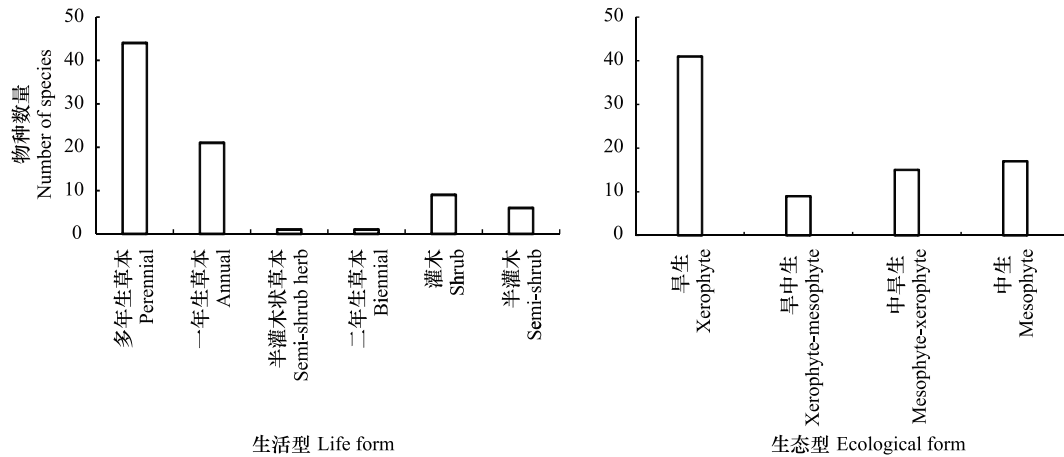 物种数量
Number of species
50
40
30
20
10
0
多年生草本
Perennial
一年生草本
Annual
半灌木状草本
Semi-shrub herb
二年生草本
Biennial
灌木
Shrub
半灌木
Semi-shrub
生活型 Life form
50
40
30
20
10
0
旱生
Xerophyte
旱中生
Xerophyte-mesophyte
中旱生
Mesophyte-xerophyte
中生
Mesophyte
生态型 Ecological form